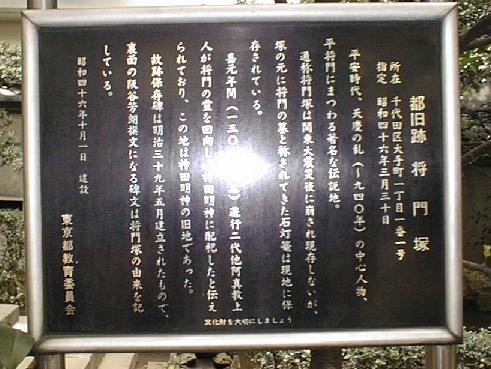 都旧跡 将門塚
所在 千代田区大手町一丁目一番一号
指定 昭和四十六年三月三十日
平安時代、天慶の乱(~九四〇年)の中心人物、
平将門にまつわる著名な伝説地。
通称将門塚は関東大震災後に崩され現存しないが、
塚の元に将門の墓と称されてきた石灯篭は現地に保
存されている。
嘉元年間(一三〇 遊行二代他阿真教上
人が将門の霊を回向し 神田明神に配祀したと伝え
られており、この地は神田明神の旧地であった。
故跡保存碑は明治三十九年五月建立されたもので、
裏面の阪谷芳朗撰文になる碑文は将門塚の由来を記
している。
昭和四十六年十月一日 建設
東京都教育委員会
文化財を大切にしましょう